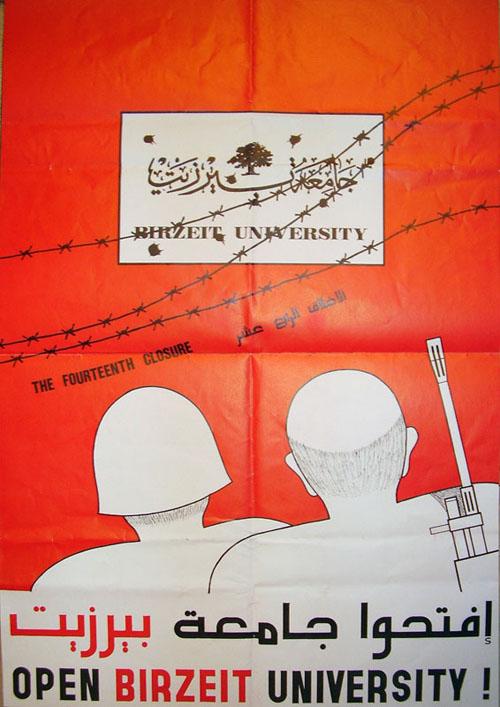 جامعة بيرزيت
BIRZEIT UNIVERSITY
الاغلاق الرابع عشر
THE FOURTEENTH CLOSURE
إفتحوا جامعة بيرزيت
OPEN BIRZEIT UNIVERSITY !